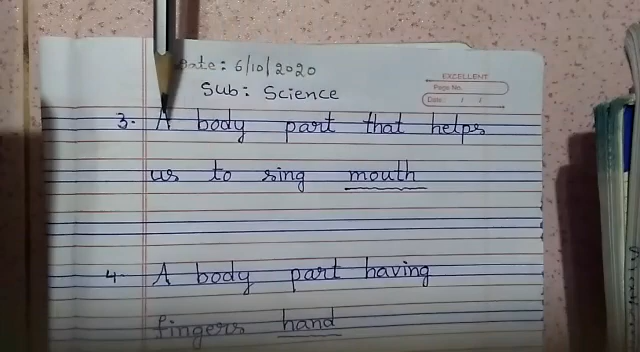 Date: 6/10/2020
Sub: Science
EXCELLENT
Page No.
Date: / /
3. A body part that helps
us to sing mouth
4. A body part having
fingers hand